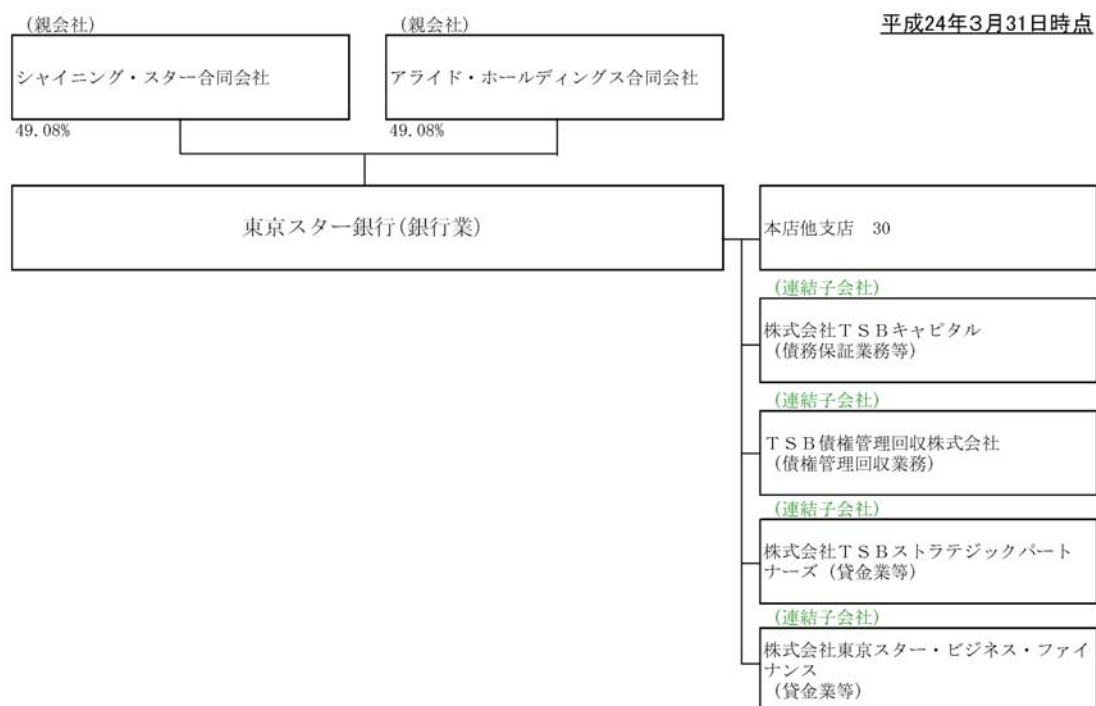 平成24年3月31日時点
(親会社)
シャイニング・スター合同会社
49.08%
(親会社)
アライド・ホールディングス合同会社
49.08%
東京スター銀行(銀行業)
本店他支店　30
(連結子会社)
株式会社ＴＳＢキャピタル
(債務保証業務等)
(連結子会社)
ＴＳＢ債権管理回収株式会社
(債権管理回収業務)
(連結子会社)
株式会社ＴＳＢストラテジックパート
ナーズ (貸金業等)
(連結子会社)
株式会社東京スター・ビジネス・ファイ
ナンス
(貸金業等)